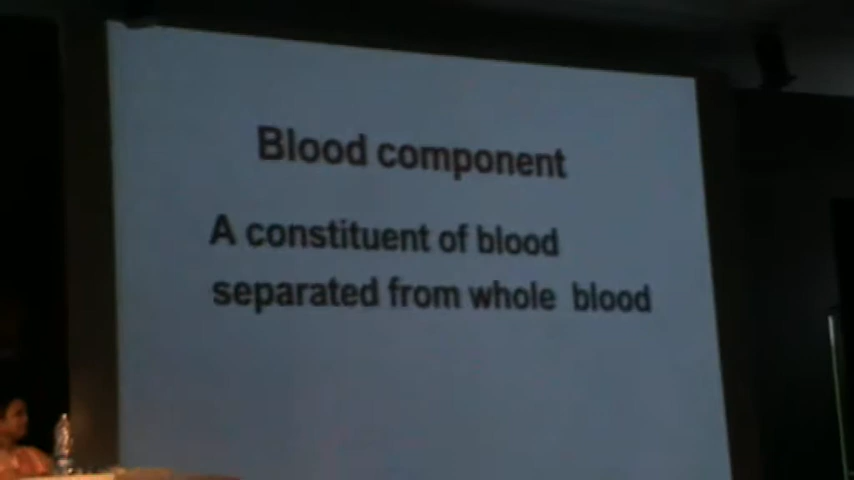 Blood component
A constituent of blood
separated from whole blood